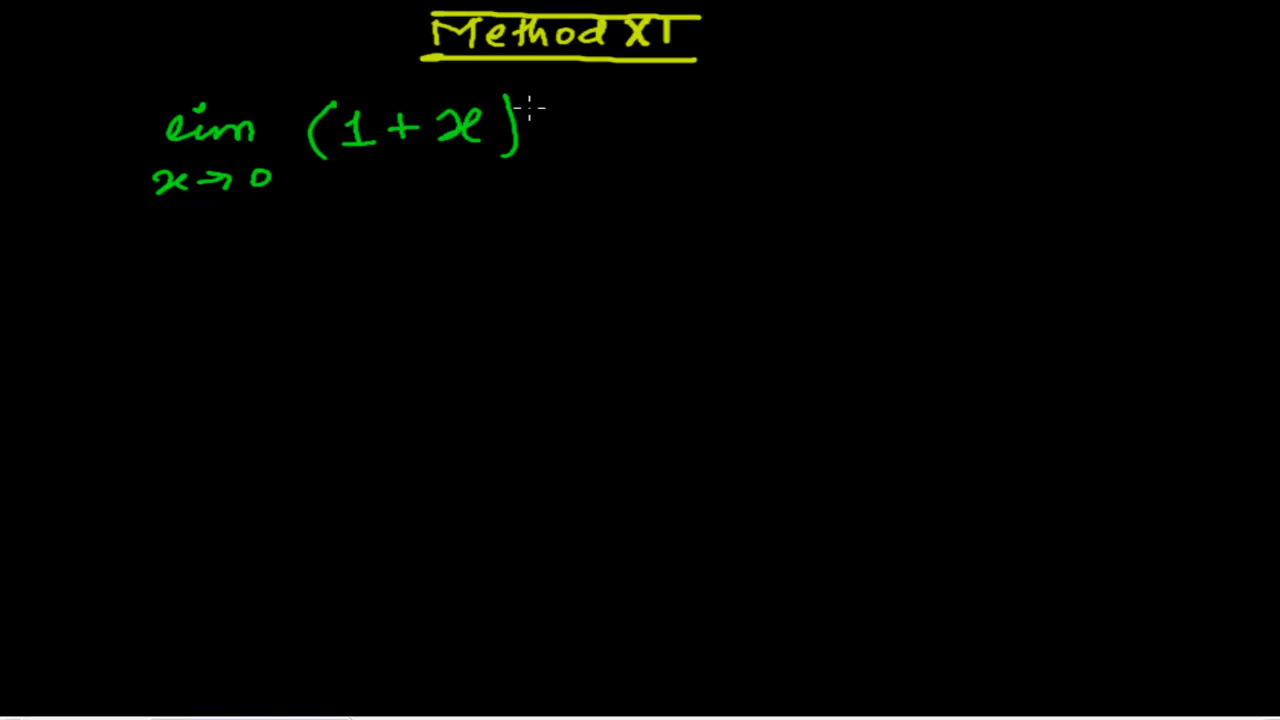 Method XI
lim (1 + x)
x → 0